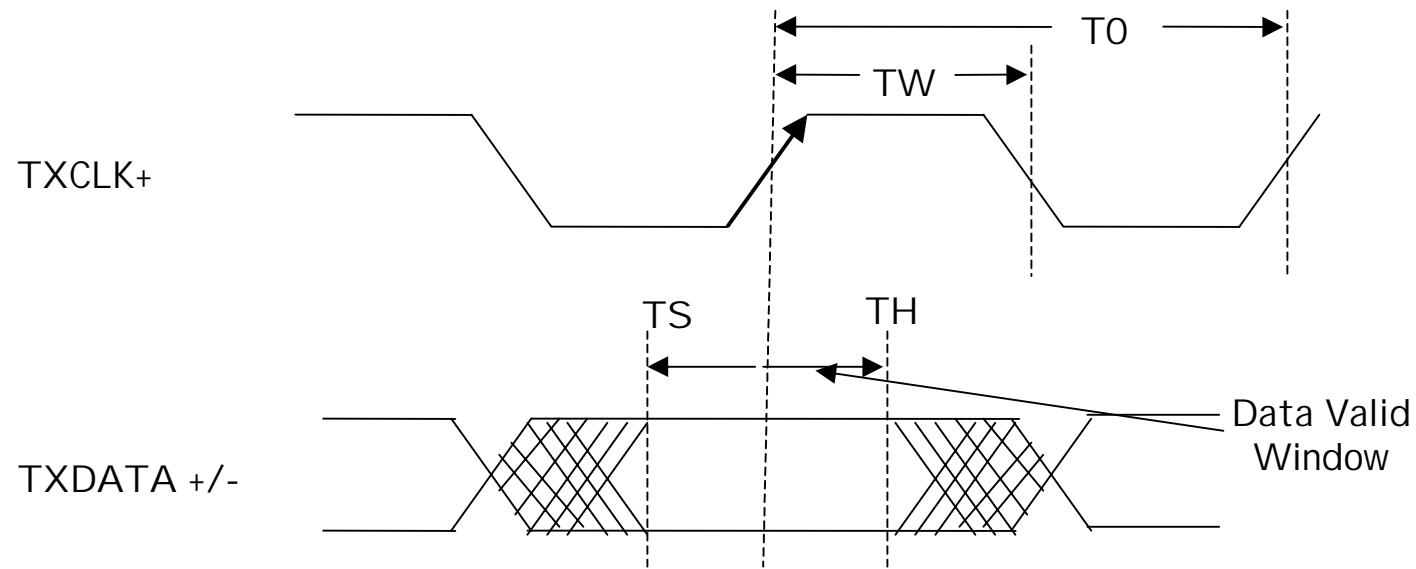 T0
TW
TXCLK+
TS
TH
Data Valid
Window
TXDATA +/-